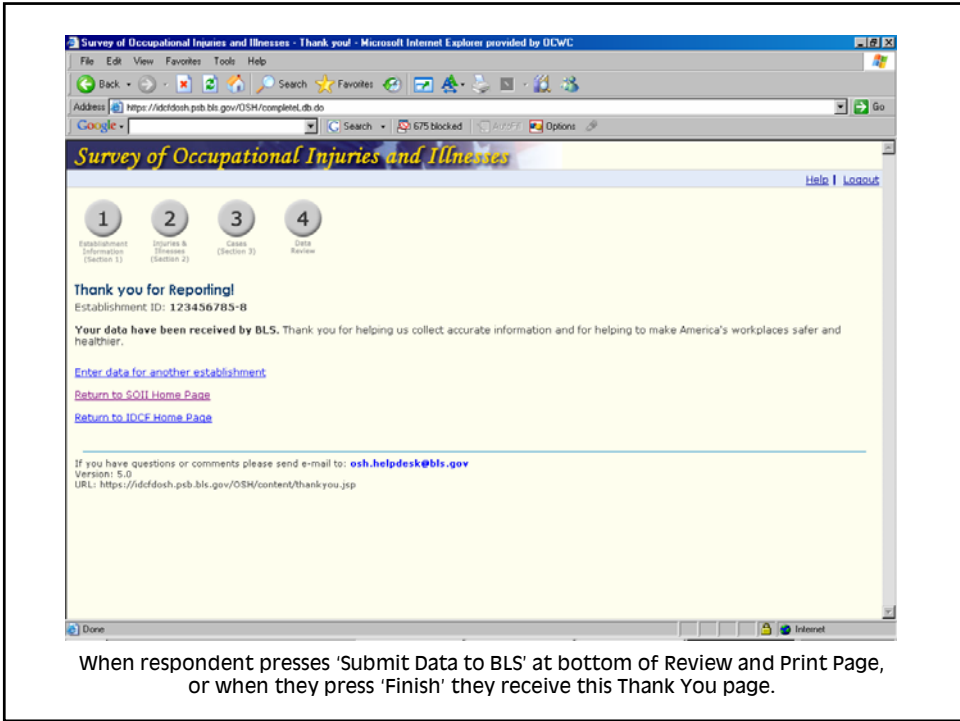 Survey of Occupational Injuries and Illnesses - Thank you! - Microsoft Internet Explorer provided by OCWC
File Edit View Favorites Tools Help
Back Search Favorites
Address https://idcfdosh.psb.bls.gov/OSH/completeLdb.do Go
Google Search 675 blocked AutoFill Options
Survey of Occupational Injuries and Illnesses
Help | Logout
1 2 3 4
Establishment Information (Section 1)
Injuries & Illnesses (Section 2)
Cases (Section 3)
Data Review
Thank you for Reporting!
Establishment ID: 123456785-8
Your data have been received by BLS. Thank you for helping us collect accurate information and for helping to make America's workplaces safer and
healthier.
Enter data for another establishment
Return to SOII Home Page
Return to IDCF Home Page
If you have questions or comments please send e-mail to: osh.helpdesk@bls.gov
Version: 5.0
URL: https://idcfdosh.psb.bls.gov/OSH/content/thankyou.jsp
Done Internet
When respondent presses ‘Submit Data to BLS’ at bottom of Review and Print Page,
or when they press ‘Finish’ they receive this Thank You page.